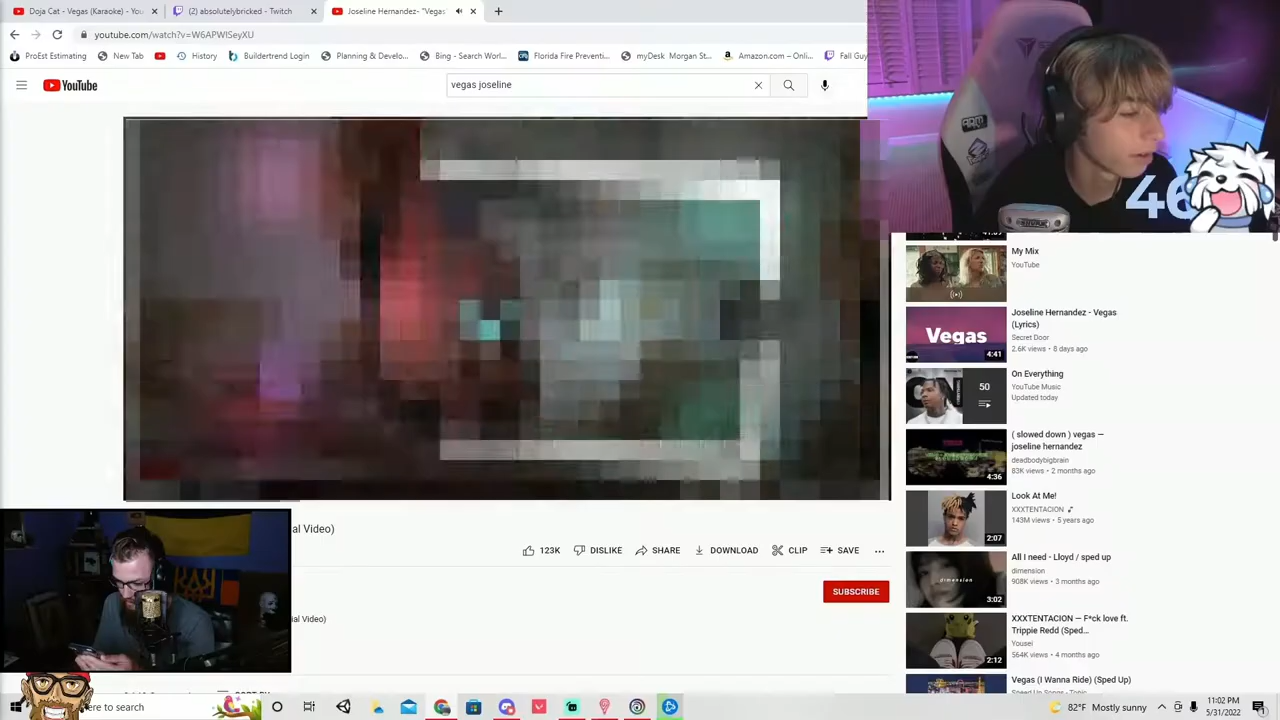 Doja Cat - Vegas (Karaoke) - You
(2) absolutelybricked - Twitch
Joseline Hernandez- "Vegas
ProEst Estimating
New Tab
Buildertrend Login
Planning & Develo...
Bing - Search Worl...
Florida Fire Preventi...
myDesk Morgan St...
Amazon.com - Onli...
Fall Guy
YouTube
vegas joseline
46
My Mix
YouTube
Joseline Hernandez - Vegas
(Lyrics)
Secret Door
2.6K views • 8 days ago
Vegas
4:41
On Everything
YouTube Music
Updated today
50
( slowed down ) vegas —
joseline hernandez
deadbodybigbrain
83K views • 2 months ago
4:36
Look At Me!
XXXTENTACION
143M views • 5 years ago
2:07
All I need - Lloyd / sped up
dimension
908K views • 3 months ago
dimension
3:02
XXXTENTACION — F*ck love ft.
Trippie Redd (Sped...
Yousei
564K views • 4 months ago
2:12
Vegas (I Wanna Ride) (Sped Up)
al Video)
123K
DISLIKE
SHARE
DOWNLOAD
CLIP
SAVE
SUBSCRIBE
ial Video)
ere to search
82°F Mostly sunny
11:02 PM
5/31/2022